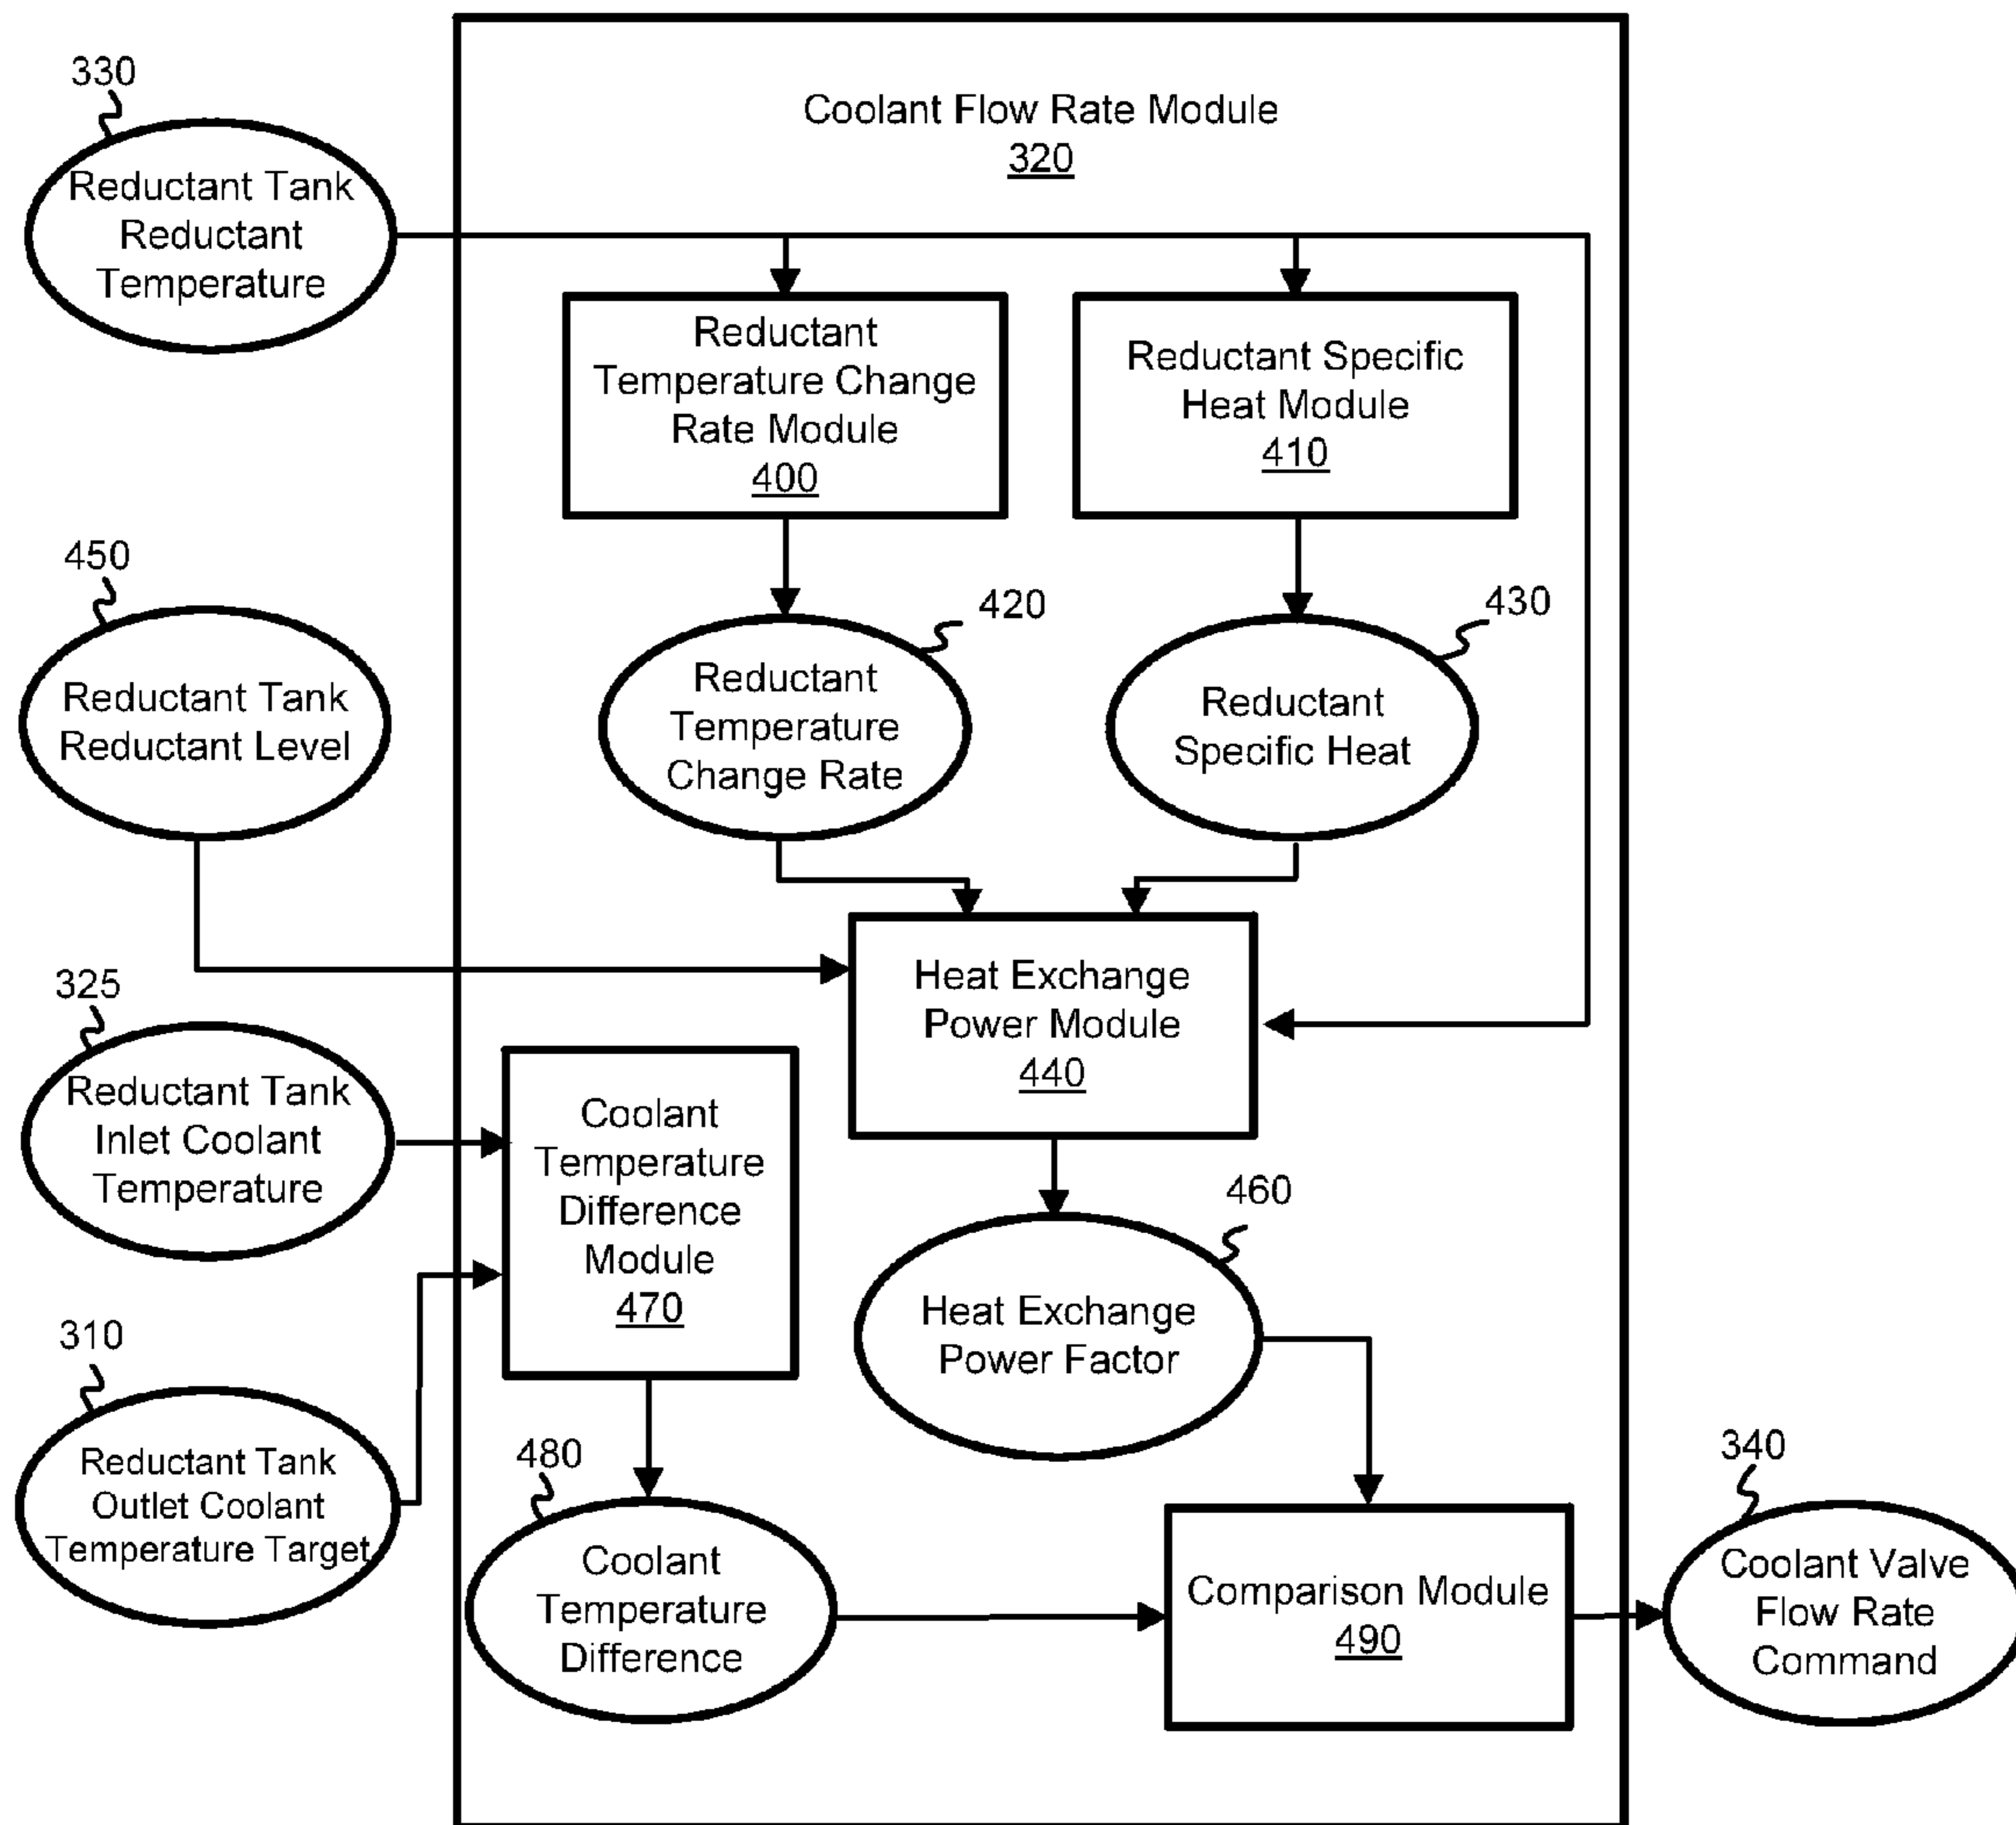 Coolant Flow Rate Module
320
330
Reductant Tank
Reductant
Temperature
Reductant
Temperature Change
Rate Module
400
Reductant Specific
Heat Module
410
450
Reductant Tank
Reductant Level
420
Reductant
Temperature
Change Rate
430
Reductant
Specific Heat
325
Reductant Tank
Inlet Coolant
Temperature
Heat Exchange
Power Module
440
Coolant
Temperature
Difference
Module
470
460
Heat Exchange
Power Factor
310
Reductant Tank
Outlet Coolant
Temperature Target
480
Coolant
Temperature
Difference
Comparison Module
490
340
Coolant Valve
Flow Rate
Command